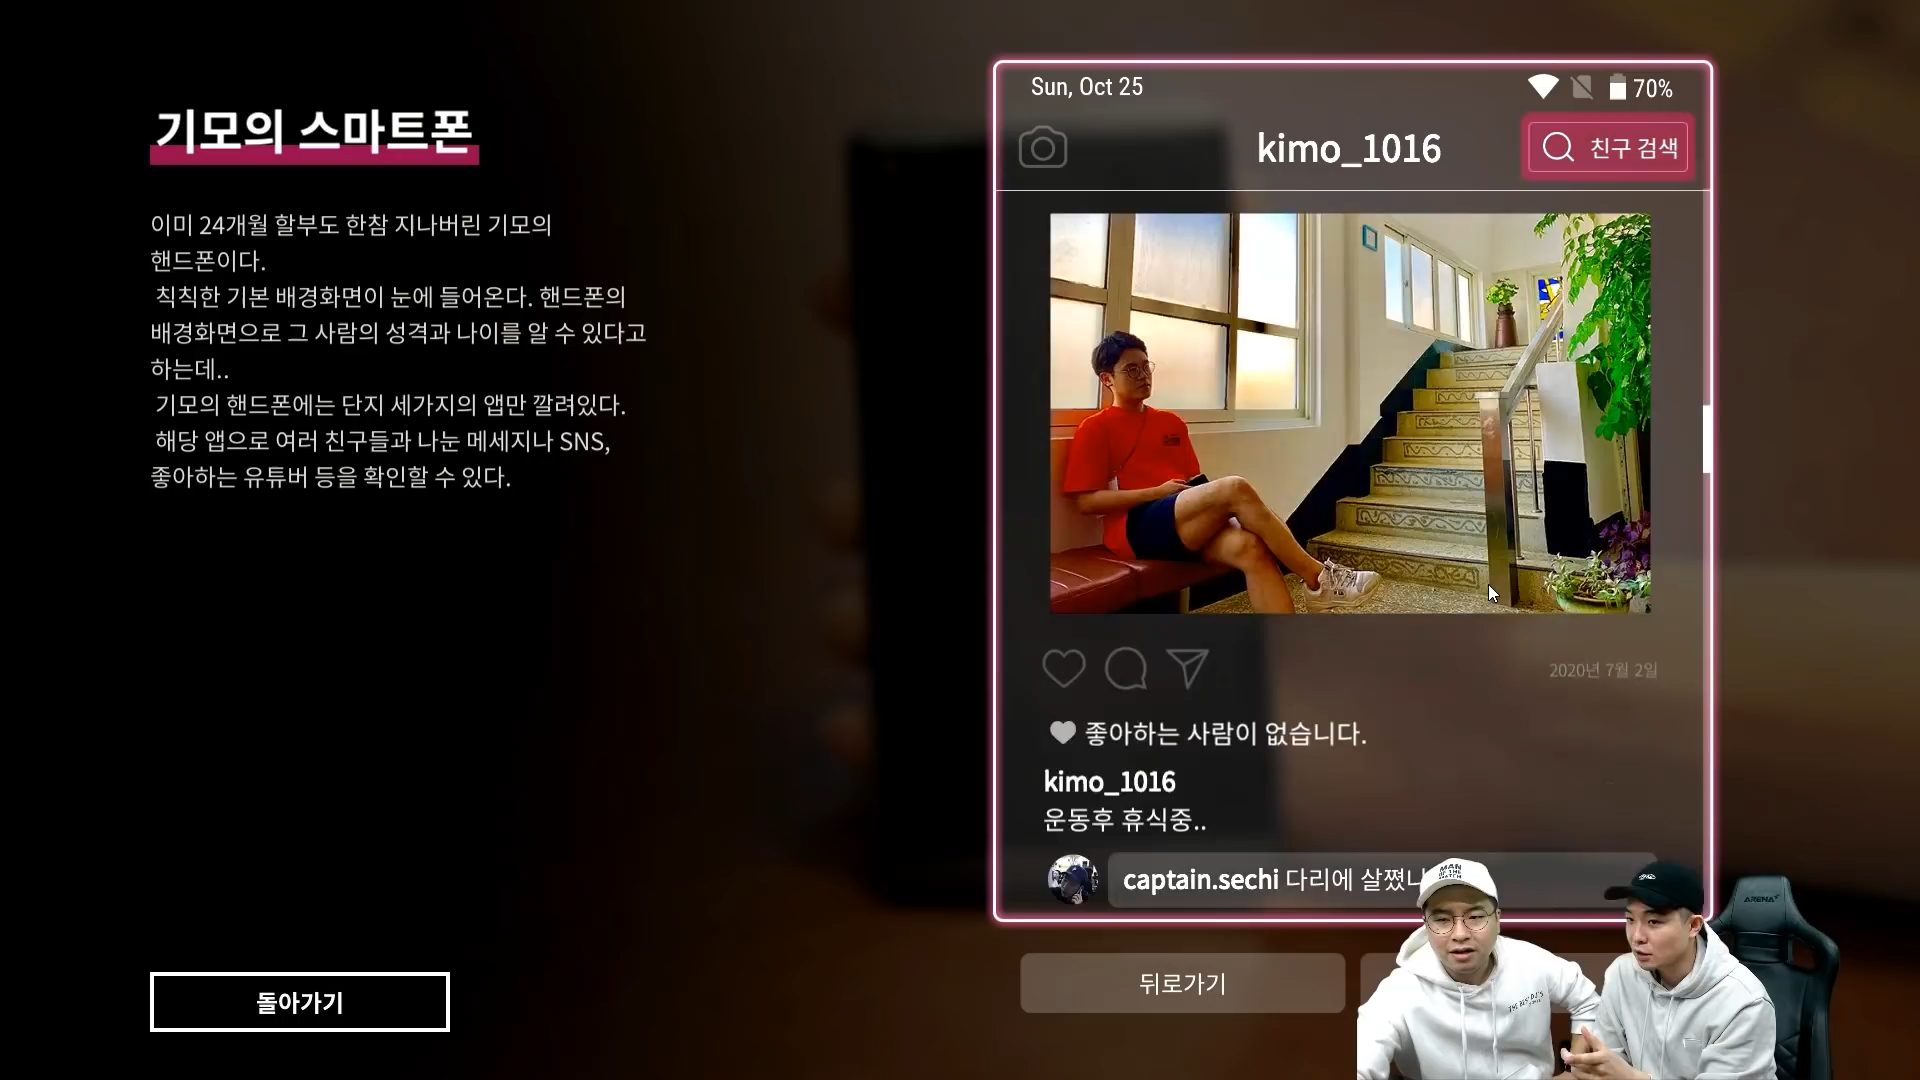 기모의 스마트폰
이미 24개월 할부도 한참 지나버린 기모의
핸드폰이다.
칙칙한 기본 배경화면이 눈에 들어온다. 핸드폰의
배경화면으로 그 사람의 성격과 나이를 알 수 있다고
하는데..
기모의 핸드폰에는 단지 세가지의 앱만 깔려있다.
해당 앱으로 여러 친구들과 나눈 메세지나 SNS,
좋아하는 유튜버 등을 확인할 수 있다.
돌아가기
Sun, Oct 25
70%
kimo_1016
친구 검색
2020년 7월 2일
좋아하는 사람이 없습니다.
kimo_1016
운동후 휴식중..
captain.sechi 다리에 살쪘
뒤로가기
MAN
OF THE
ARENA